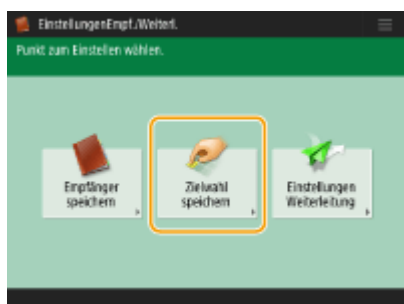 EinstellungenEmpf./Weiterl.
Punkt zum Einstellen wählen.
Empfänger
speichern
Zielwahl
speichern
Einstellungen
Weiterleitung